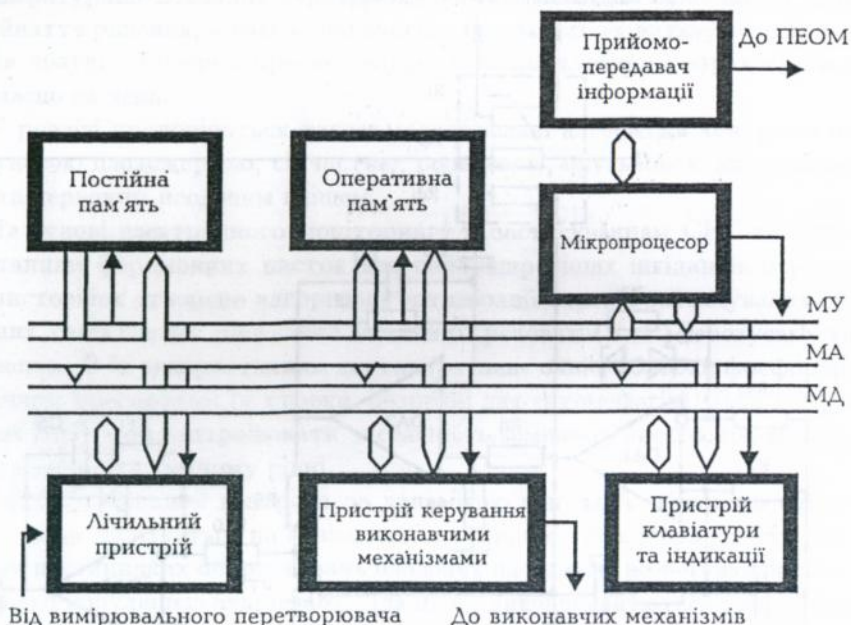 Прийомо-
передавач
інформації
До ПЕОМ
Постійна
пам`ять
Оперативна
пам`ять
Мікропроцесор
МУ
МА
МД
Лічильний
пристрій
Пристрій керування
виконавчими
механізмами
Пристрій
клавіатури
та індикації
Від вимірювального перетворювача
До виконавчих механізмів